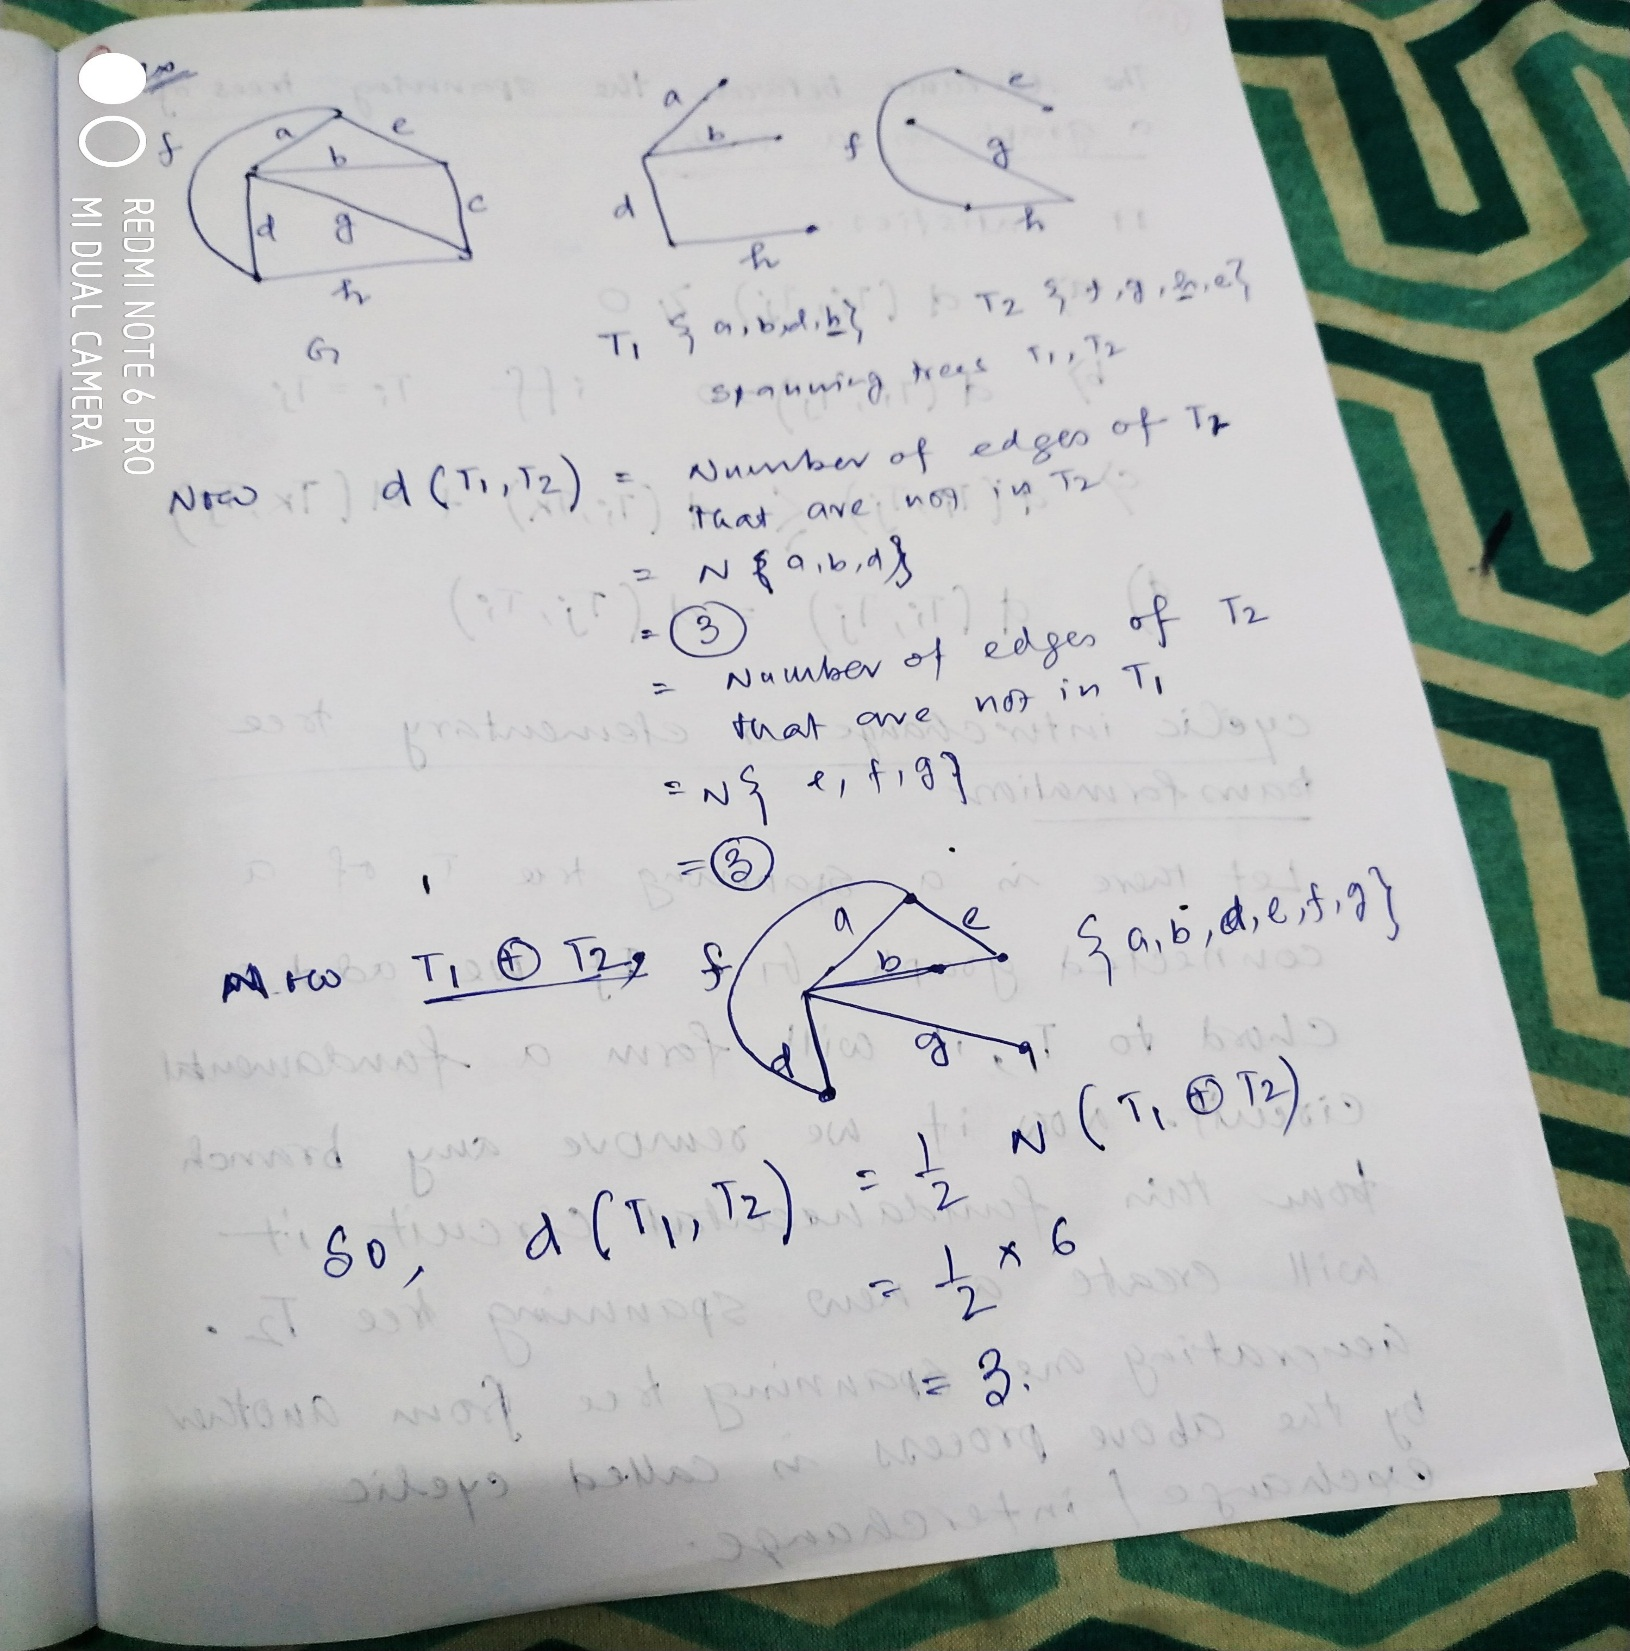 f a e b c d g h
G
a b d h
f e g h
T1 {a,b,d,h} T2 {f,g,h,e}
spanning trees T1,T2
Now d(T1,T2) = Number of edges of T2
that are not in T2
= N{a,b,d}
= 3
= Number of edges of T2
that are not in T1
= N{e,f,g}
= 3
Now T1 ⊕ T2, f a e b g d {a,b,d,e,f,g}
So, d(T1,T2) = 1/2 N(T1 ⊕ T2)
= 1/2 × 6
= 3.
REDMI NOTE 6 PRO
MI DUAL CAMERA